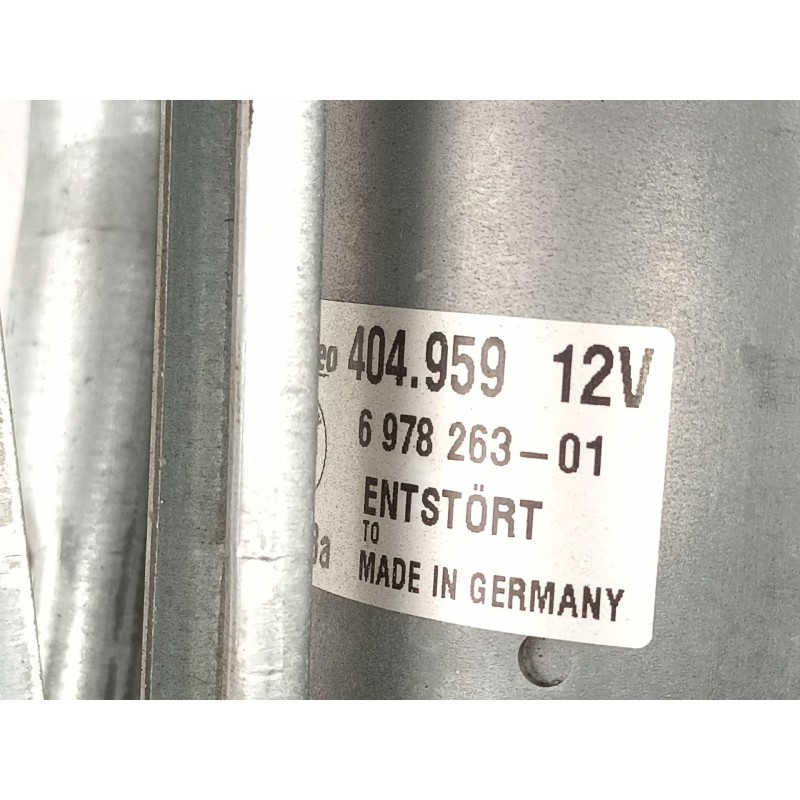 404.959 12V
6 978 263-01
ENTSTÖRT
TO
MADE IN GERMANY